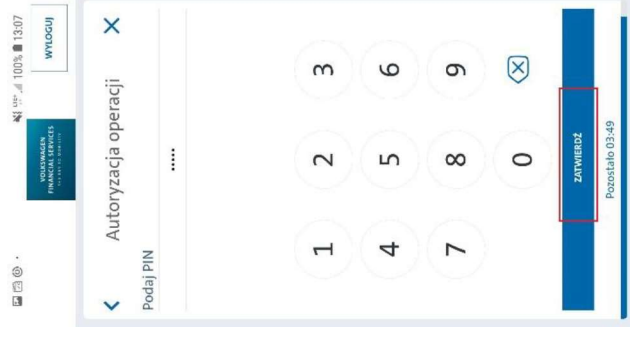 100% 13:07
VOLKSWAGEN
FINANCIAL SERVICES
WYLOGUJ
Autoryzacja operacji
Podaj PIN
•••••
1 2 3
4 5 6
7 8 9
0
ZATWIERDŹ
Pozostało 03:49